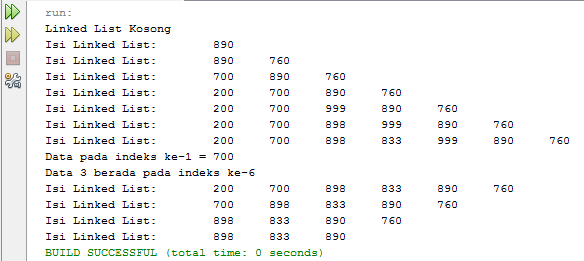 run:
Linked List Kosong
Isi Linked List: 890
Isi Linked List: 890 760
Isi Linked List: 700 890 760
Isi Linked List: 200 700 890 760
Isi Linked List: 200 700 999 890 760
Isi Linked List: 200 700 898 999 890 760
Isi Linked List: 200 700 898 833 999 890 760
Data pada indeks ke-1 = 700
Data 3 berada pada indeks ke-6
Isi Linked List: 200 700 898 833 890 760
Isi Linked List: 700 898 833 890 760
Isi Linked List: 898 833 890 760
Isi Linked List: 898 833 890
BUILD SUCCESSFUL (total time: 0 seconds)